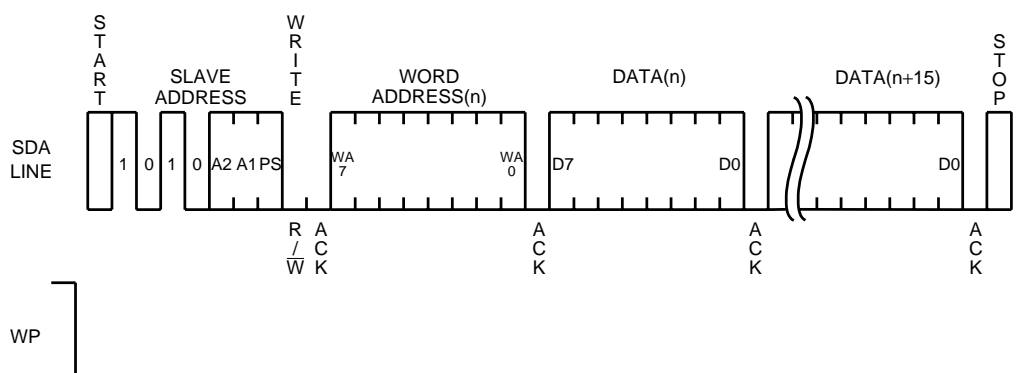 START
WRITE
STOP
SLAVE
ADDRESS
WORD
ADDRESS(n)
DATA(n)
DATA(n+15)
SDA
LINE
1 0 1 0 A2 A1 PS
WA
7
WA
0
D7
D0
D0
R
/
W
ACK
ACK
ACK
ACK
WP